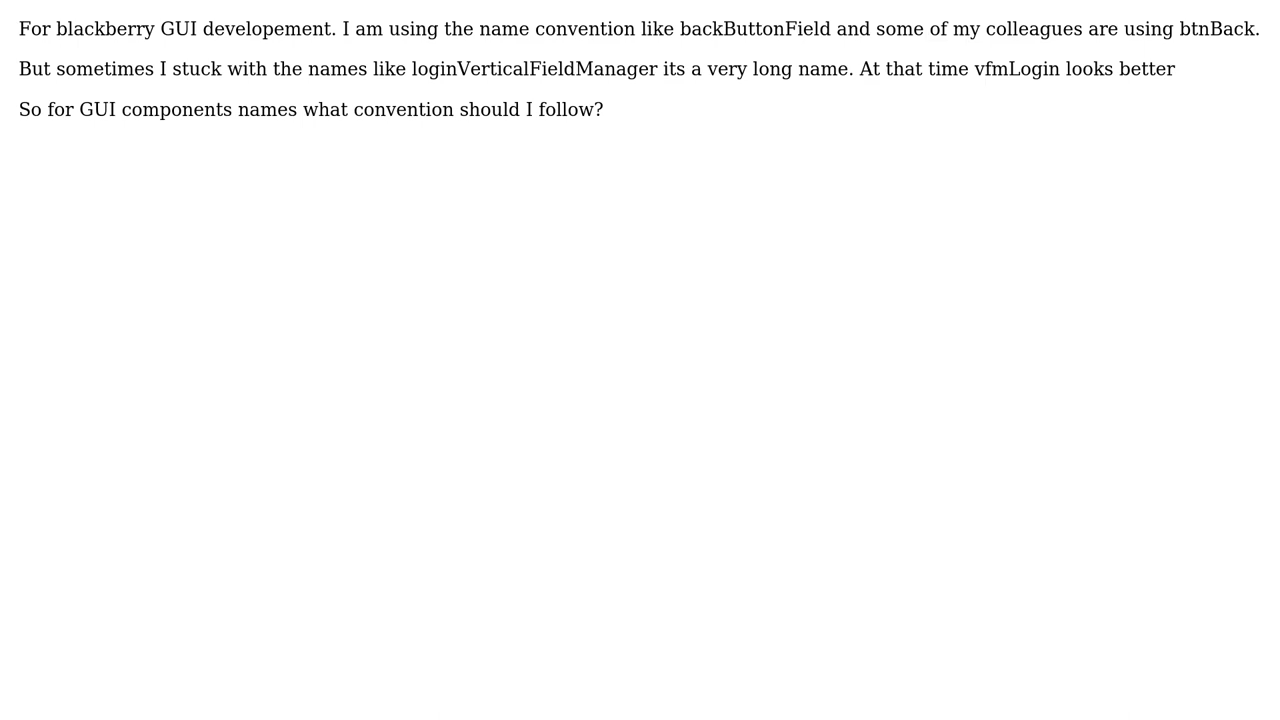 For blackberry GUI developement. I am using the name convention like backButtonField and some of my colleagues are using btnBack.
But sometimes I stuck with the names like loginVerticalFieldManager its a very long name. At that time vfmLogin looks better
So for GUI components names what convention should I follow?